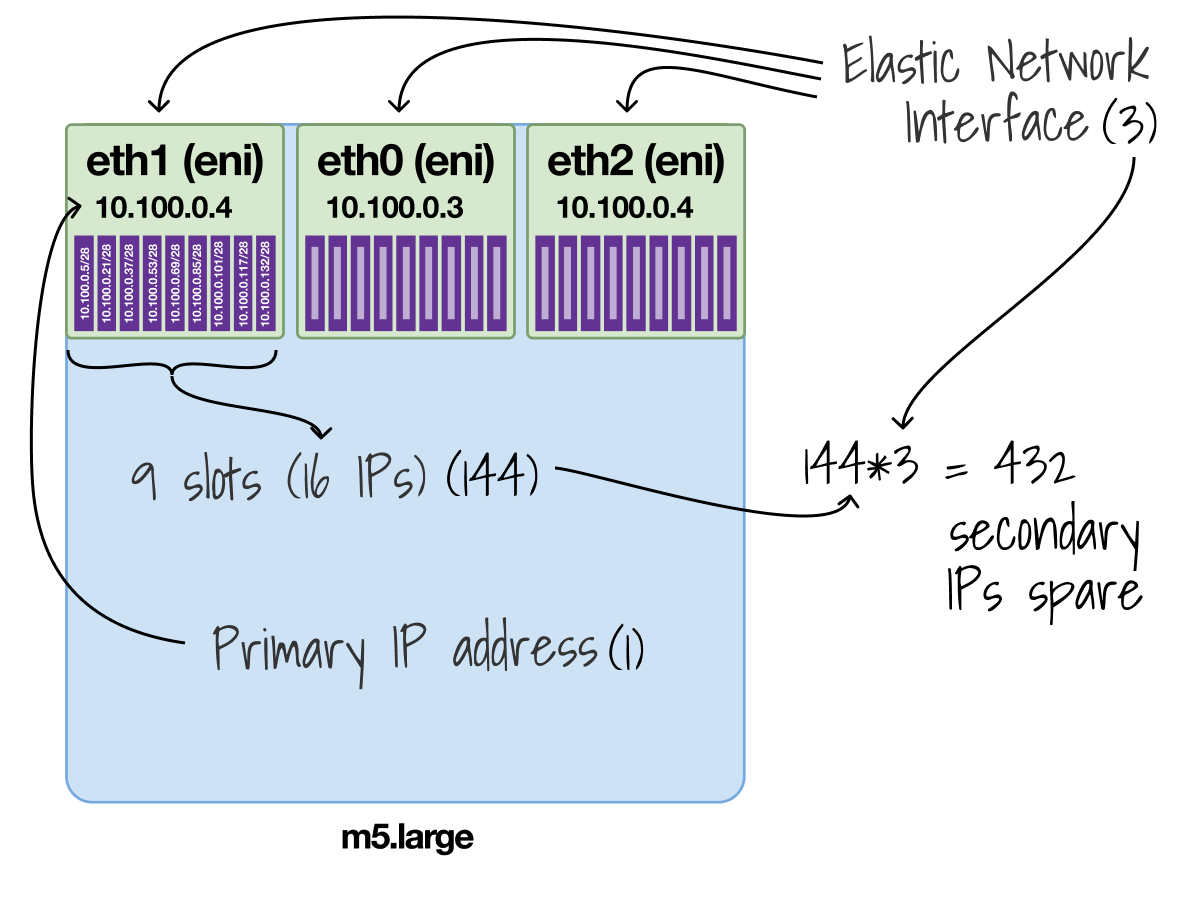 Elastic Network
Interface (3)
eth1 (eni)
10.100.0.4
10.100.0.5/28
10.100.0.21/28
10.100.0.37/28
10.100.0.53/28
10.100.0.69/28
10.100.0.85/28
10.100.0.101/28
10.100.0.117/28
10.100.0.132/28
eth0 (eni)
10.100.0.3
eth2 (eni)
10.100.0.4
9 slots (16 IPs) (144)
144*3 = 432
secondary
IPs spare
Primary IP address (1)
m5.large